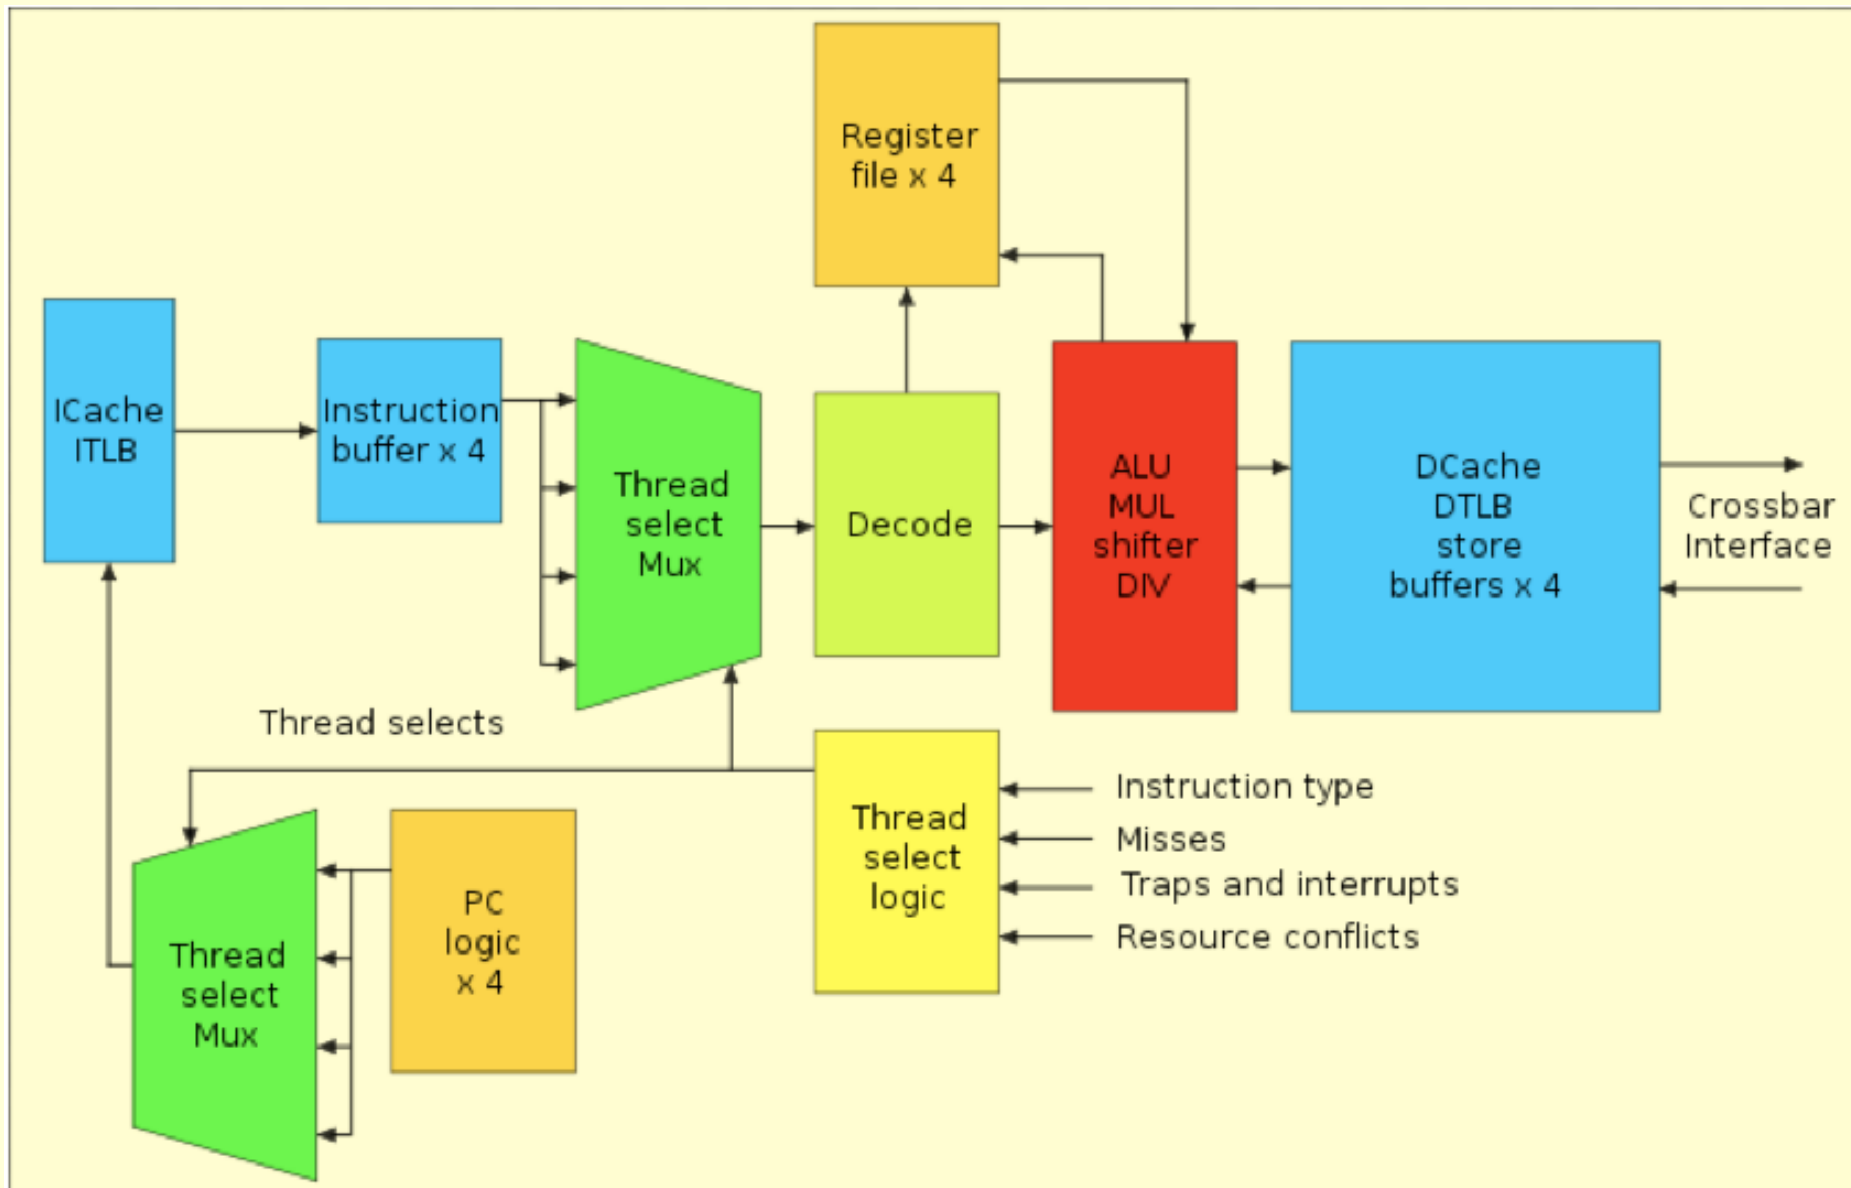 Register
file x 4
ICache
ITLB
Instruction
buffer x 4
Thread
select
Mux
Decode
ALU
MUL
shifter
DIV
DCache
DTLB
store
buffers x 4
Crossbar
Interface
Thread selects
Thread
select
Mux
PC
logic
x 4
Thread
select
logic
Instruction type
Misses
Traps and interrupts
Resource conflicts